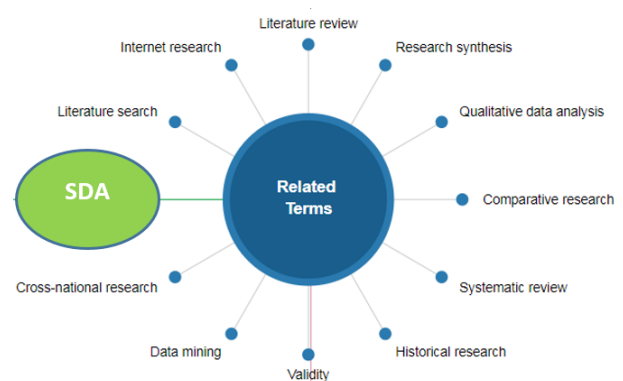 Literature review
Internet research
Research synthesis
Literature search
Qualitative data analysis
SDA
Related
Terms
Comparative research
Cross-national research
Systematic review
Data mining
Historical research
Validity